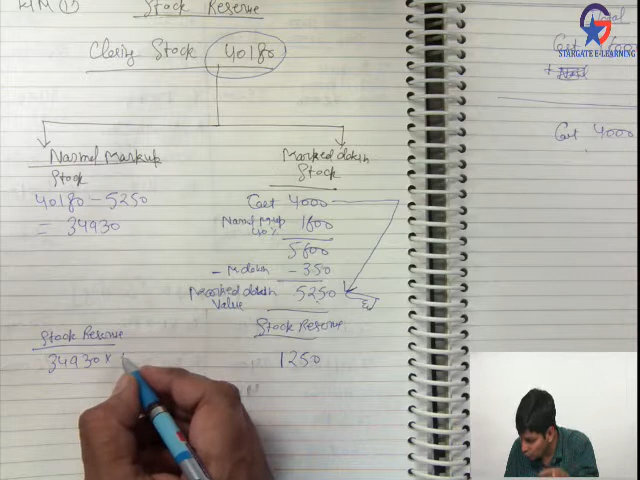 Stock Reserve
Closing Stock 40180
Normal Markup
Stock
40180 - 5250
= 34930
Marked down
Stock
Cost 4000
Normal Mup
40% 1600
5600
- M down - 350
Marked down
Value 5250
Stock Reserve
34930 ×
Stock Reserve
1250
STARGATE E-LEARNING
Cost 4000